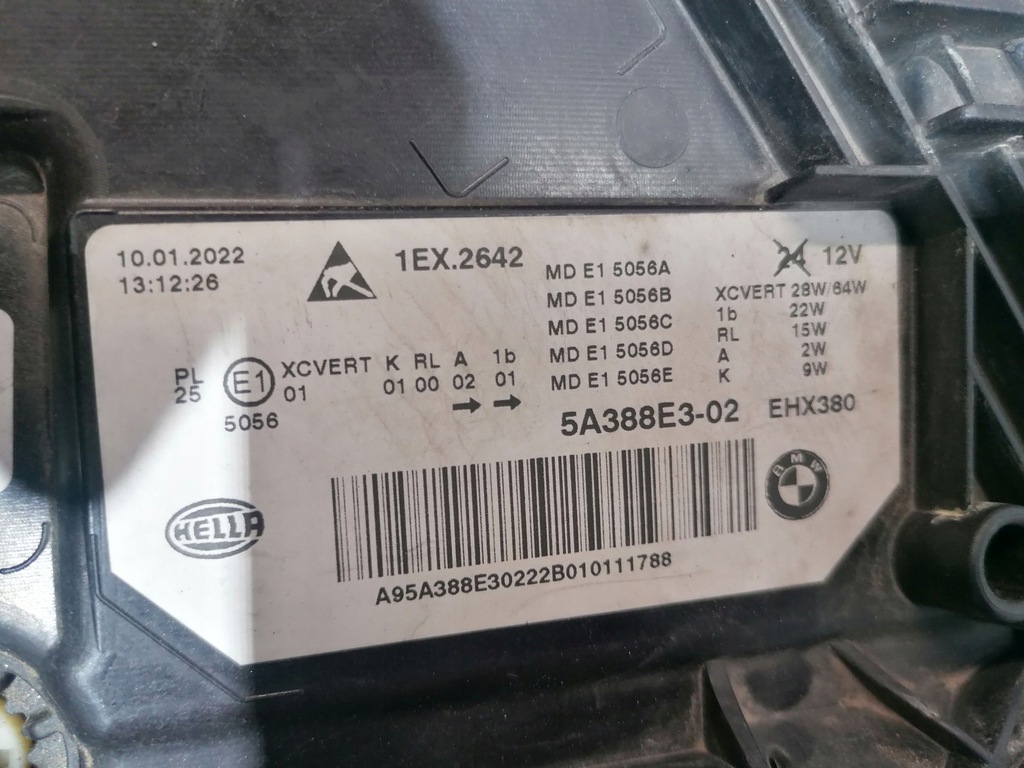 10.01.2022
13:12:26
1EX.2642
MD E1 5056A
MD E1 5056B
MD E1 5056C
MD E1 5056D
MD E1 5056E
24 12V
XCVERT 28W/64W
1b 22W
RL 15W
A 2W
K 9W
PL
25
E1
5056
XCVERT K RL A 1b
01 01 00 02 01
5A388E3-02 EHX380
HELLA
BMW
A95A388E30222B010111788